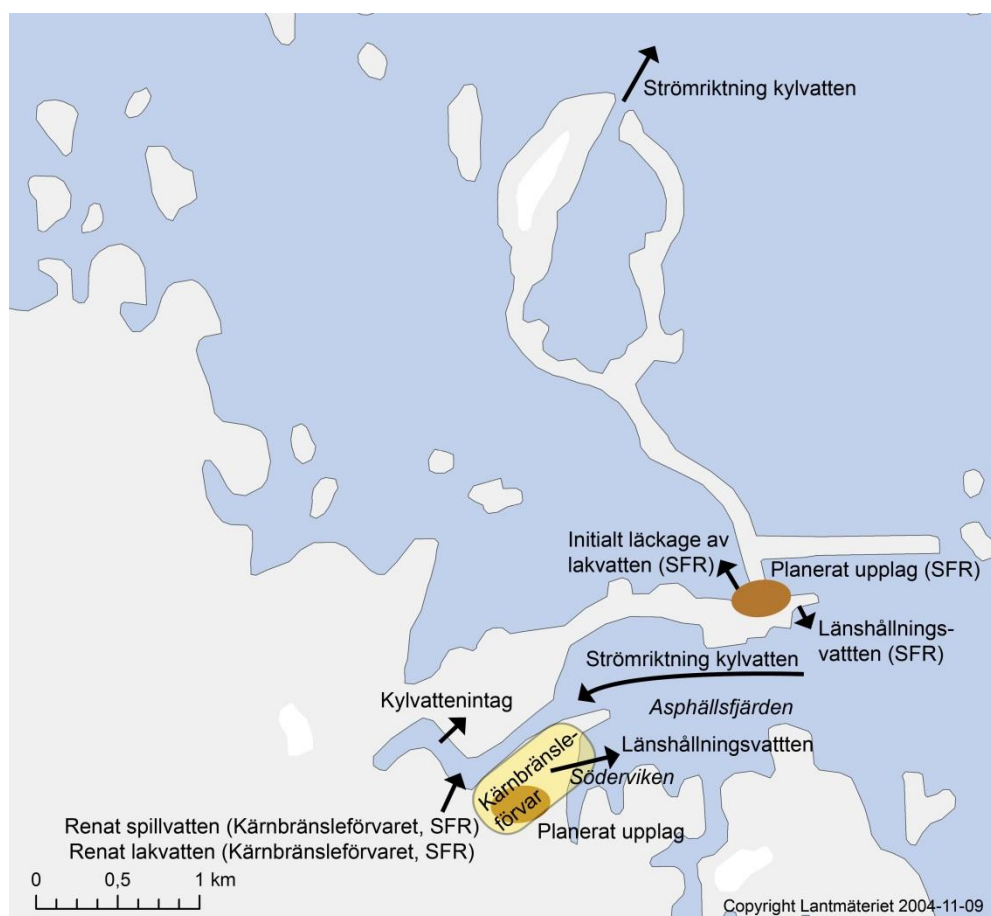 Strömriktning kylvatten
Initialt läckage av
lakvatten (SFR)
Planerat upplag (SFR)
Länshållnings-
vattten (SFR)
Strömriktning kylvatten
Kylvattenintag
Asphällsfjärden
Länshållningsvattten
Kärnbränsle-
förvar
Söderviken
Planerat upplag
Renat spillvatten (Kärnbränsleförvaret, SFR)
Renat lakvatten (Kärnbränsleförvaret, SFR)
0 0,5 1 km
Copyright Lantmäteriet 2004-11-09